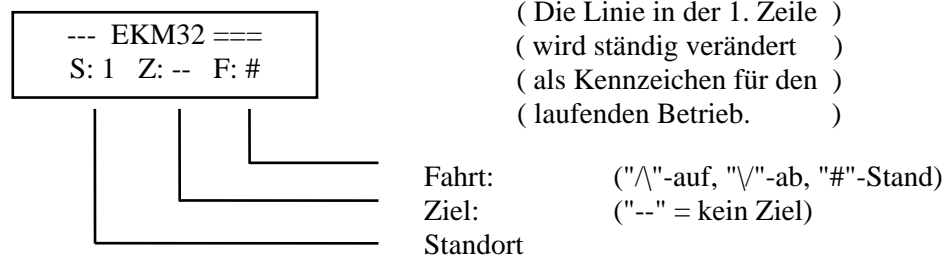 ( Die Linie in der 1. Zeile )
--- EKM32 ===
( wird ständig verändert )
S: 1 Z: -- F: #
( als Kennzeichen für den )
( laufenden Betrieb. )
Fahrt: ("/\"-auf, "\/"-ab, "#"-Stand)
Ziel: ("--" = kein Ziel)
Standort